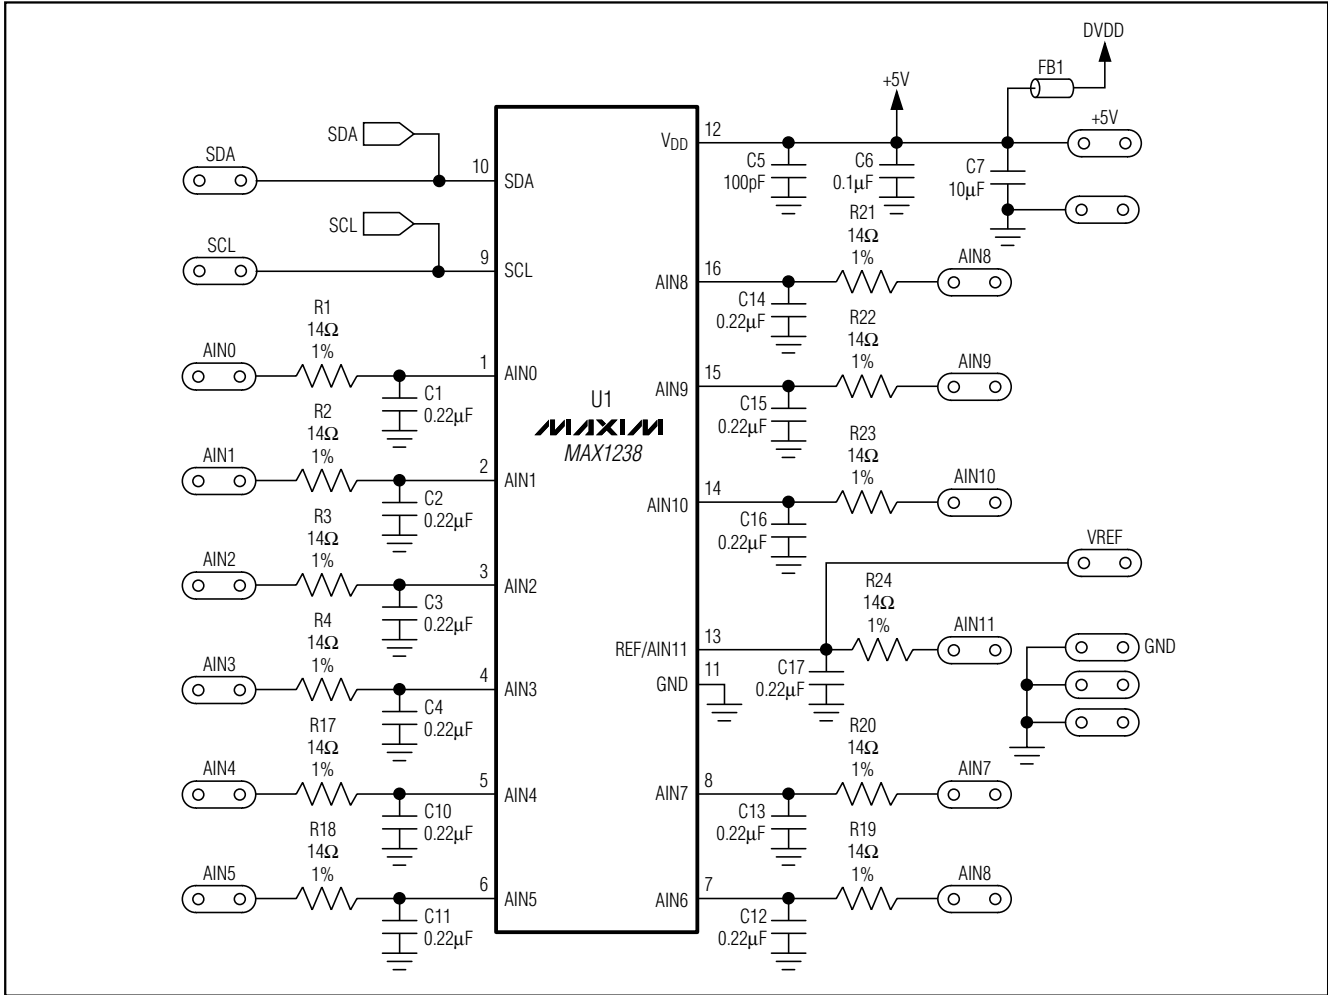 DVDD
FB1
+5V
+5V
SDA
SDA
10
SDA
VDD
12
C5
100pF
C6
0.1µF
C7
10µF
SCL
SCL
9
SCL
R21
14Ω
1%
AIN8
16
AIN8
C14
0.22µF
R1
14Ω
1%
AIN0
1
AIN0
C1
0.22µF
R22
14Ω
1%
AIN9
15
AIN9
C15
0.22µF
U1
MAXIM
MAX1238
R2
14Ω
1%
AIN1
2
AIN1
C2
0.22µF
R23
14Ω
1%
AIN10
14
AIN10
C16
0.22µF
R3
14Ω
1%
AIN2
3
AIN2
C3
0.22µF
VREF
R24
14Ω
1%
REF/AIN11
13
AIN11
C17
0.22µF
GND
11
GND
R4
14Ω
1%
AIN3
4
AIN3
C4
0.22µF
R17
14Ω
1%
AIN4
5
AIN4
C10
0.22µF
R20
14Ω
1%
AIN7
8
AIN7
C13
0.22µF
R18
14Ω
1%
AIN5
6
AIN5
C11
0.22µF
R19
14Ω
1%
AIN6
7
AIN8
C12
0.22µF